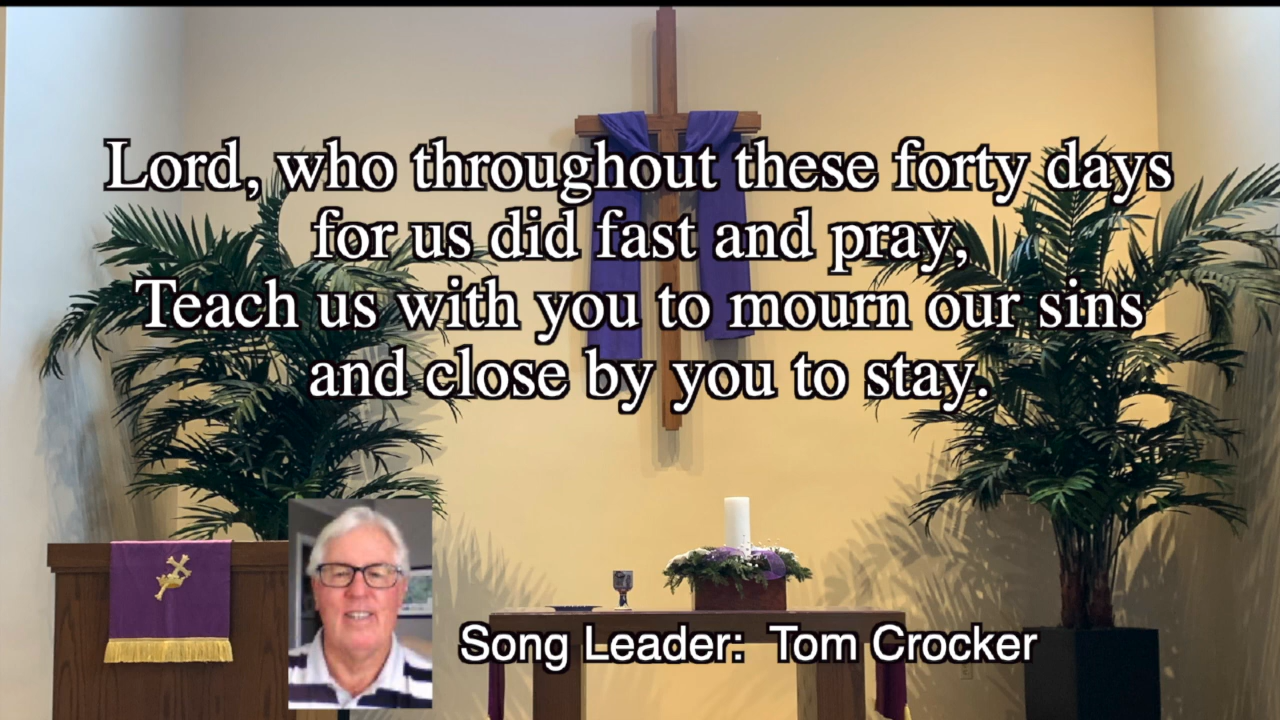 Lord, who throughout these forty days
for us did fast and pray,
Teach us with you to mourn our sins
and close by you to stay.
Song Leader:  Tom Crocker